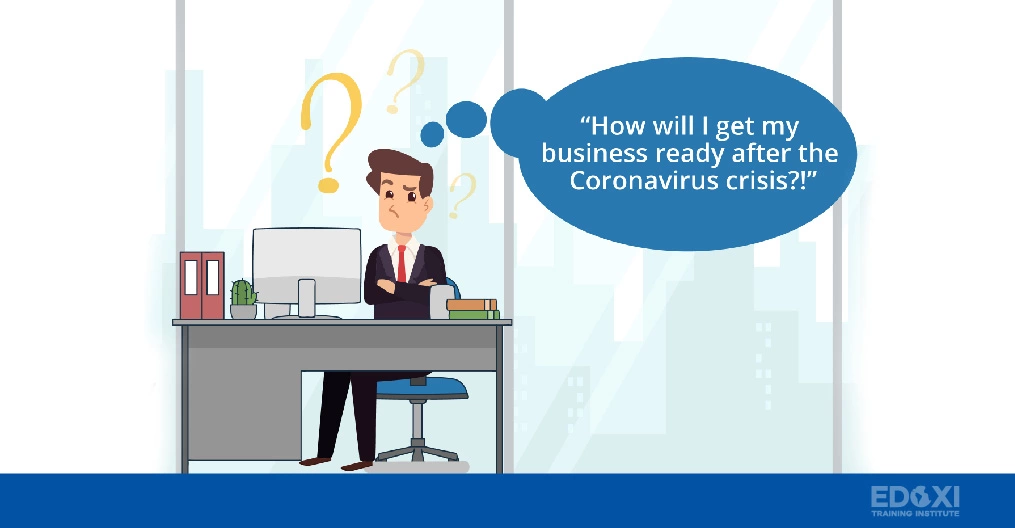 “How will I get my
business ready after the
Coronavirus crisis?!”
? ? ?
EDOXI
TRAINING INSTITUTE